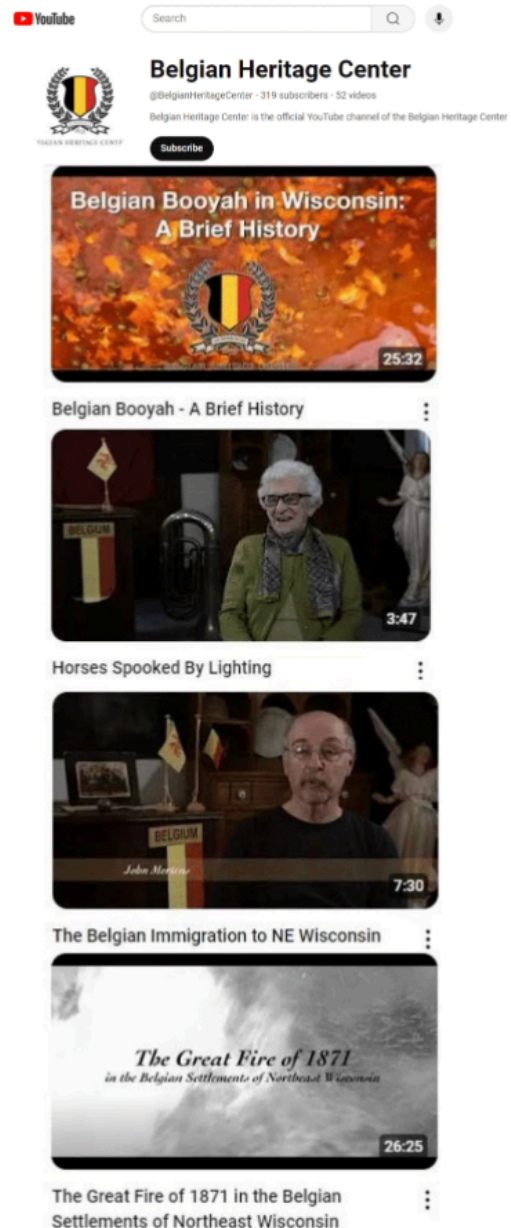 YouTube
Search
Belgian Heritage Center
@BelgianHeritageCenter · 319 subscribers · 52 videos
Belgian Heritage Center is the official YouTube channel of the Belgian Heritage Center
BELGIAN HERITAGE CENTER
Subscribe
Belgian Booyah in Wisconsin:
A Brief History
25:32
Belgian Booyah - A Brief History
BELGIUM
3:47
Horses Spooked By Lighting
BELGIUM
John Mertens
7:30
The Belgian Immigration to NE Wisconsin
The Great Fire of 1871
in the Belgian Settlements of Northeast Wisconsin
26:25
The Great Fire of 1871 in the Belgian
Settlements of Northeast Wisconsin